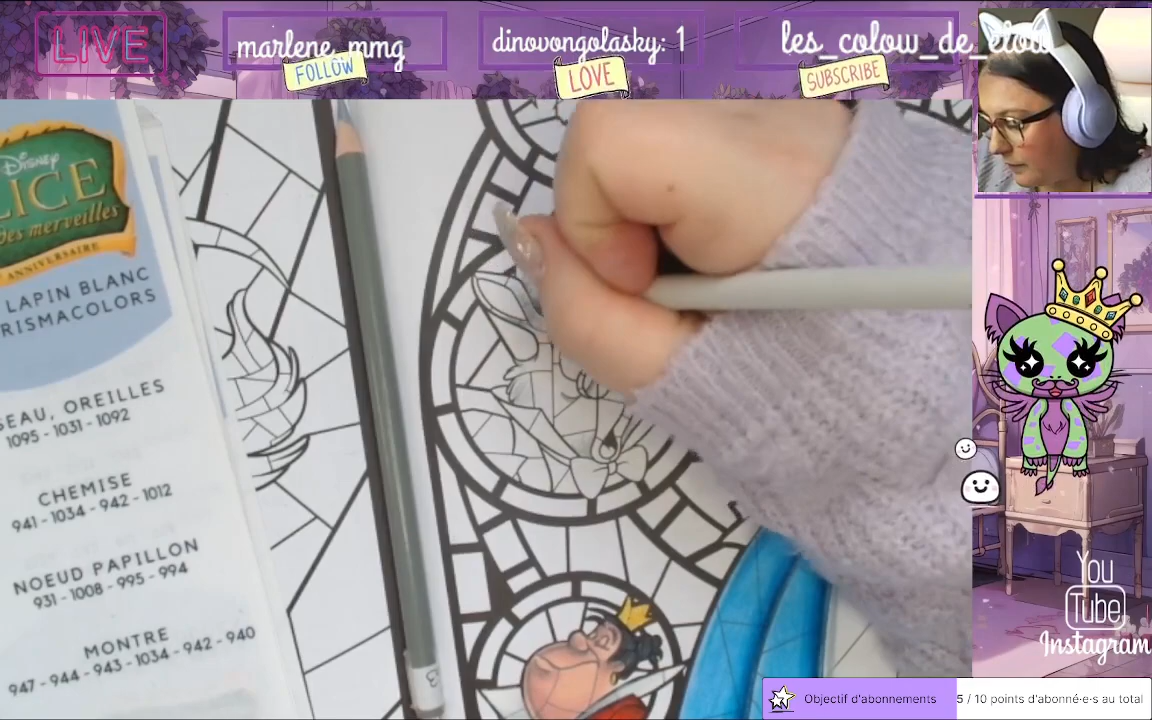 LIVE
marlene_mmg
FOLLOW
dinovongolasky: 1
LOVE
les_colow_de_
SUBSCRIBE
Disney
LICE
des merveilles
ANNIVERSAIRE
LAPIN BLANC
RISMACOLORS
SEAU, OREILLES
1095 - 1031 - 1092
CHEMISE
941 - 1034 - 942 - 1012
NOEUD PAPILLON
931 - 1008 - 995 - 994
MONTRE
947 - 944 - 943 - 1034 - 942 - 940
You
Tube
Instagram
Objectif d'abonnements
5 / 10 points d'abonné·e·s au total